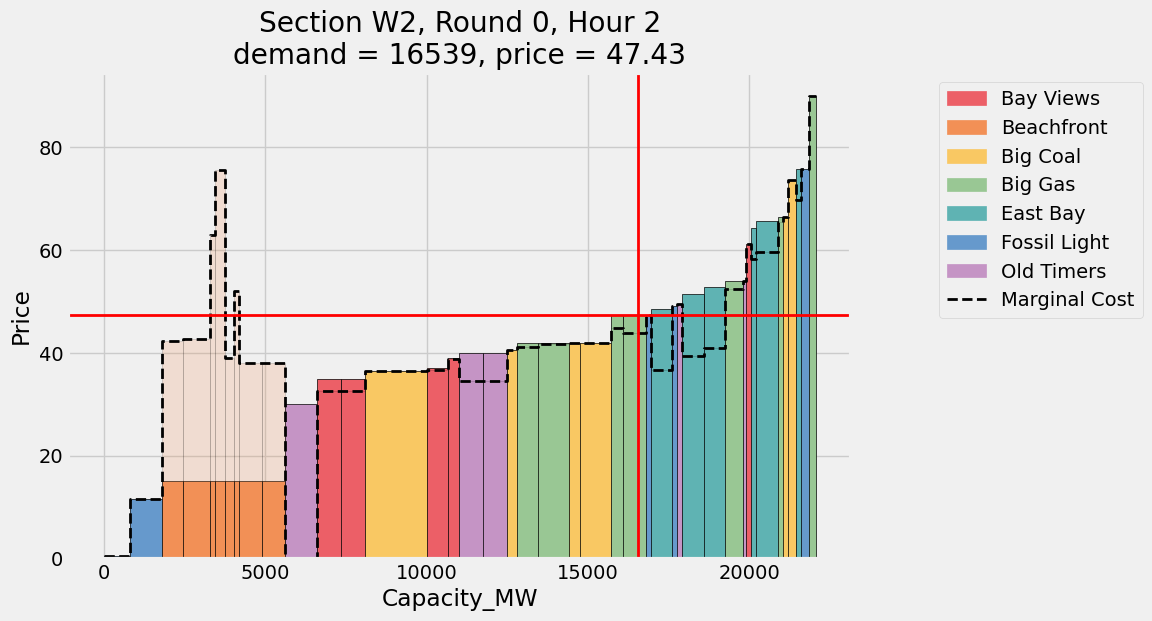 Section W2, Round 0, Hour 2
demand = 16539, price = 47.43
Price
80
60
40
20
0
0
5000
10000
15000
20000
Capacity_MW
Bay Views
Beachfront
Big Coal
Big Gas
East Bay
Fossil Light
Old Timers
Marginal Cost